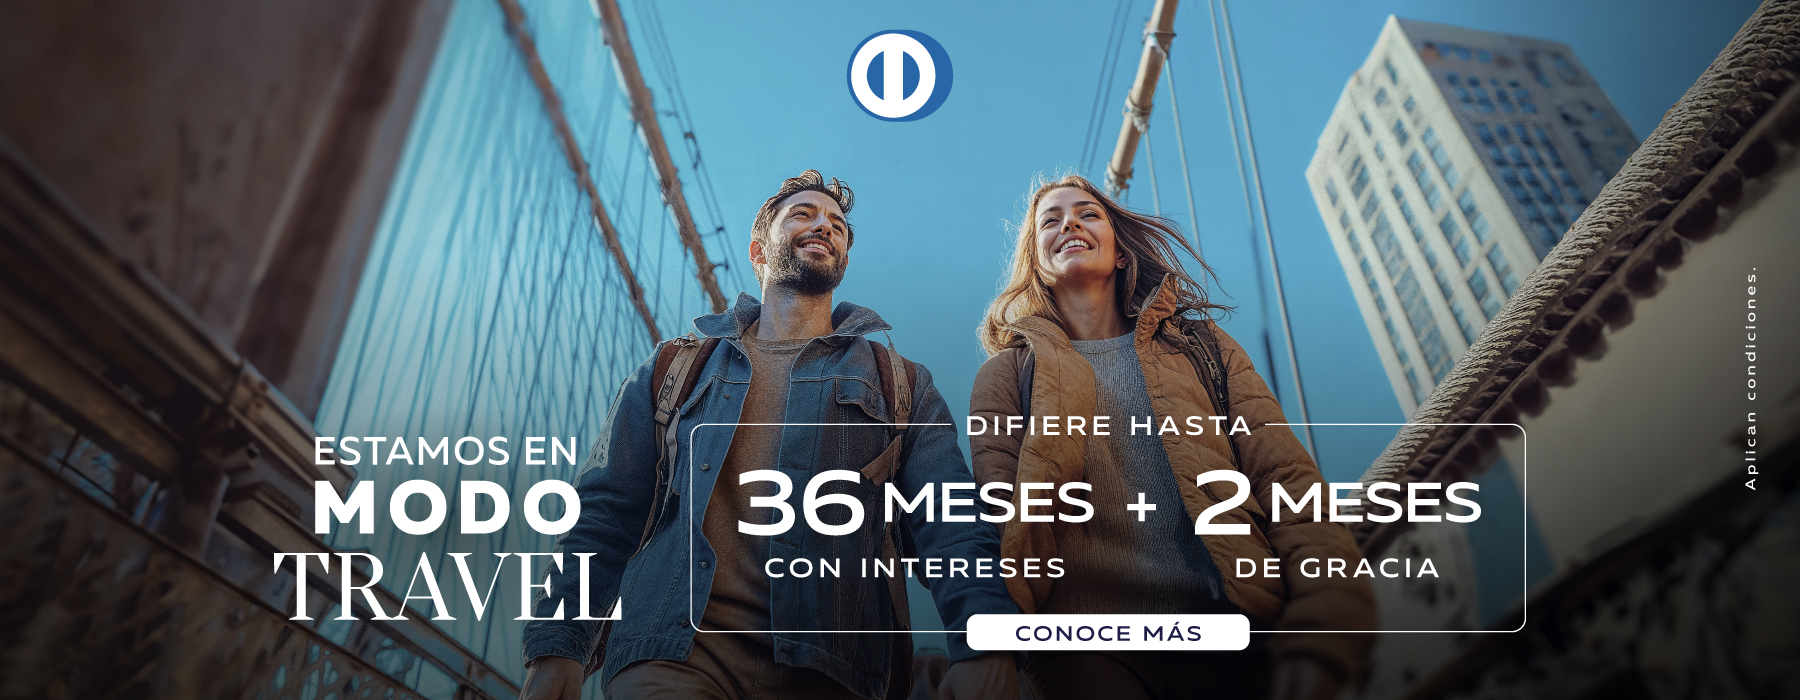 ESTAMOS EN
MODO
TRAVEL
DIFIERE HASTA
36 MESES + 2 MESES
CON INTERESES DE GRACIA
CONOCE MÁS
Aplican condiciones.